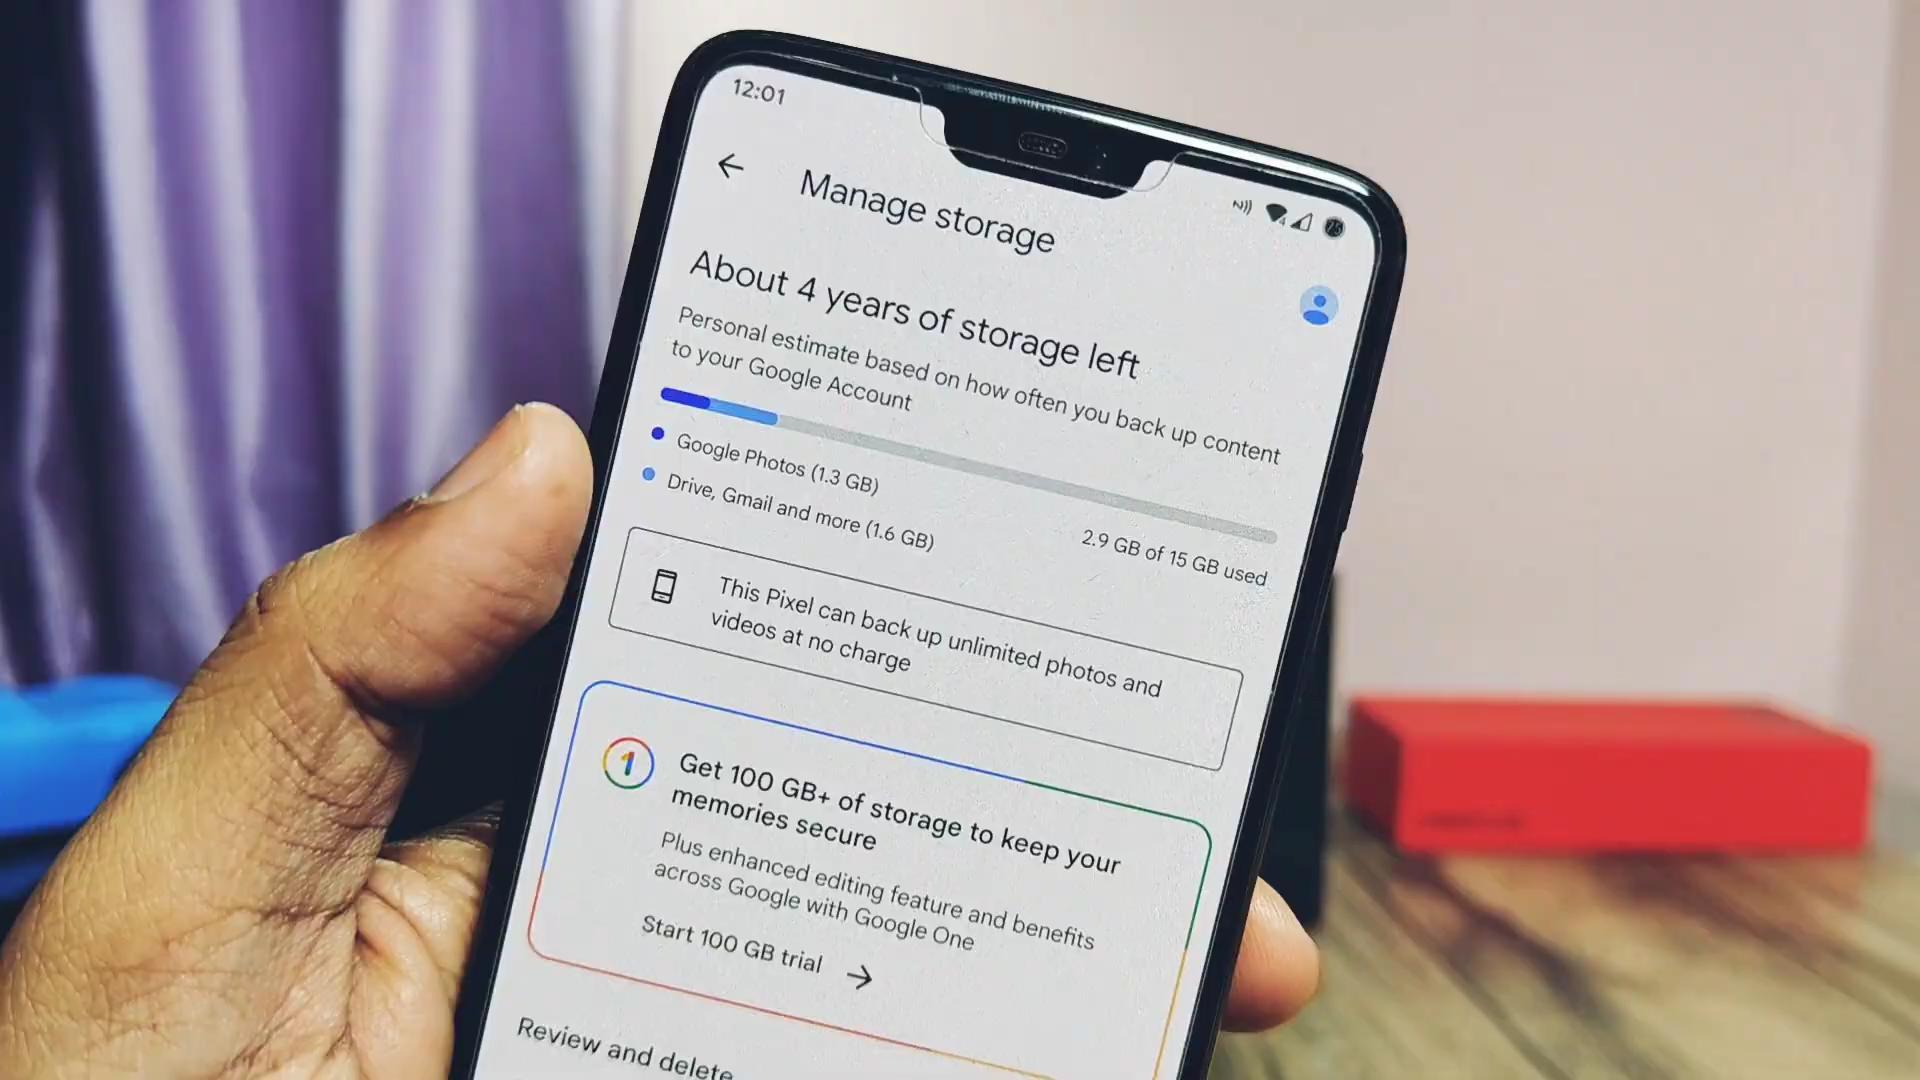 12:01
Manage storage
About 4 years of storage left
Personal estimate based on how often you back up content
to your Google Account
Google Photos (1.3 GB)
Drive, Gmail and more (1.6 GB)
2.9 GB of 15 GB used
This Pixel can back up unlimited photos and
videos at no charge
1
Get 100 GB+ of storage to keep your
memories secure
Plus enhanced editing feature and benefits
across Google with Google One
Start 100 GB trial
Review and delete